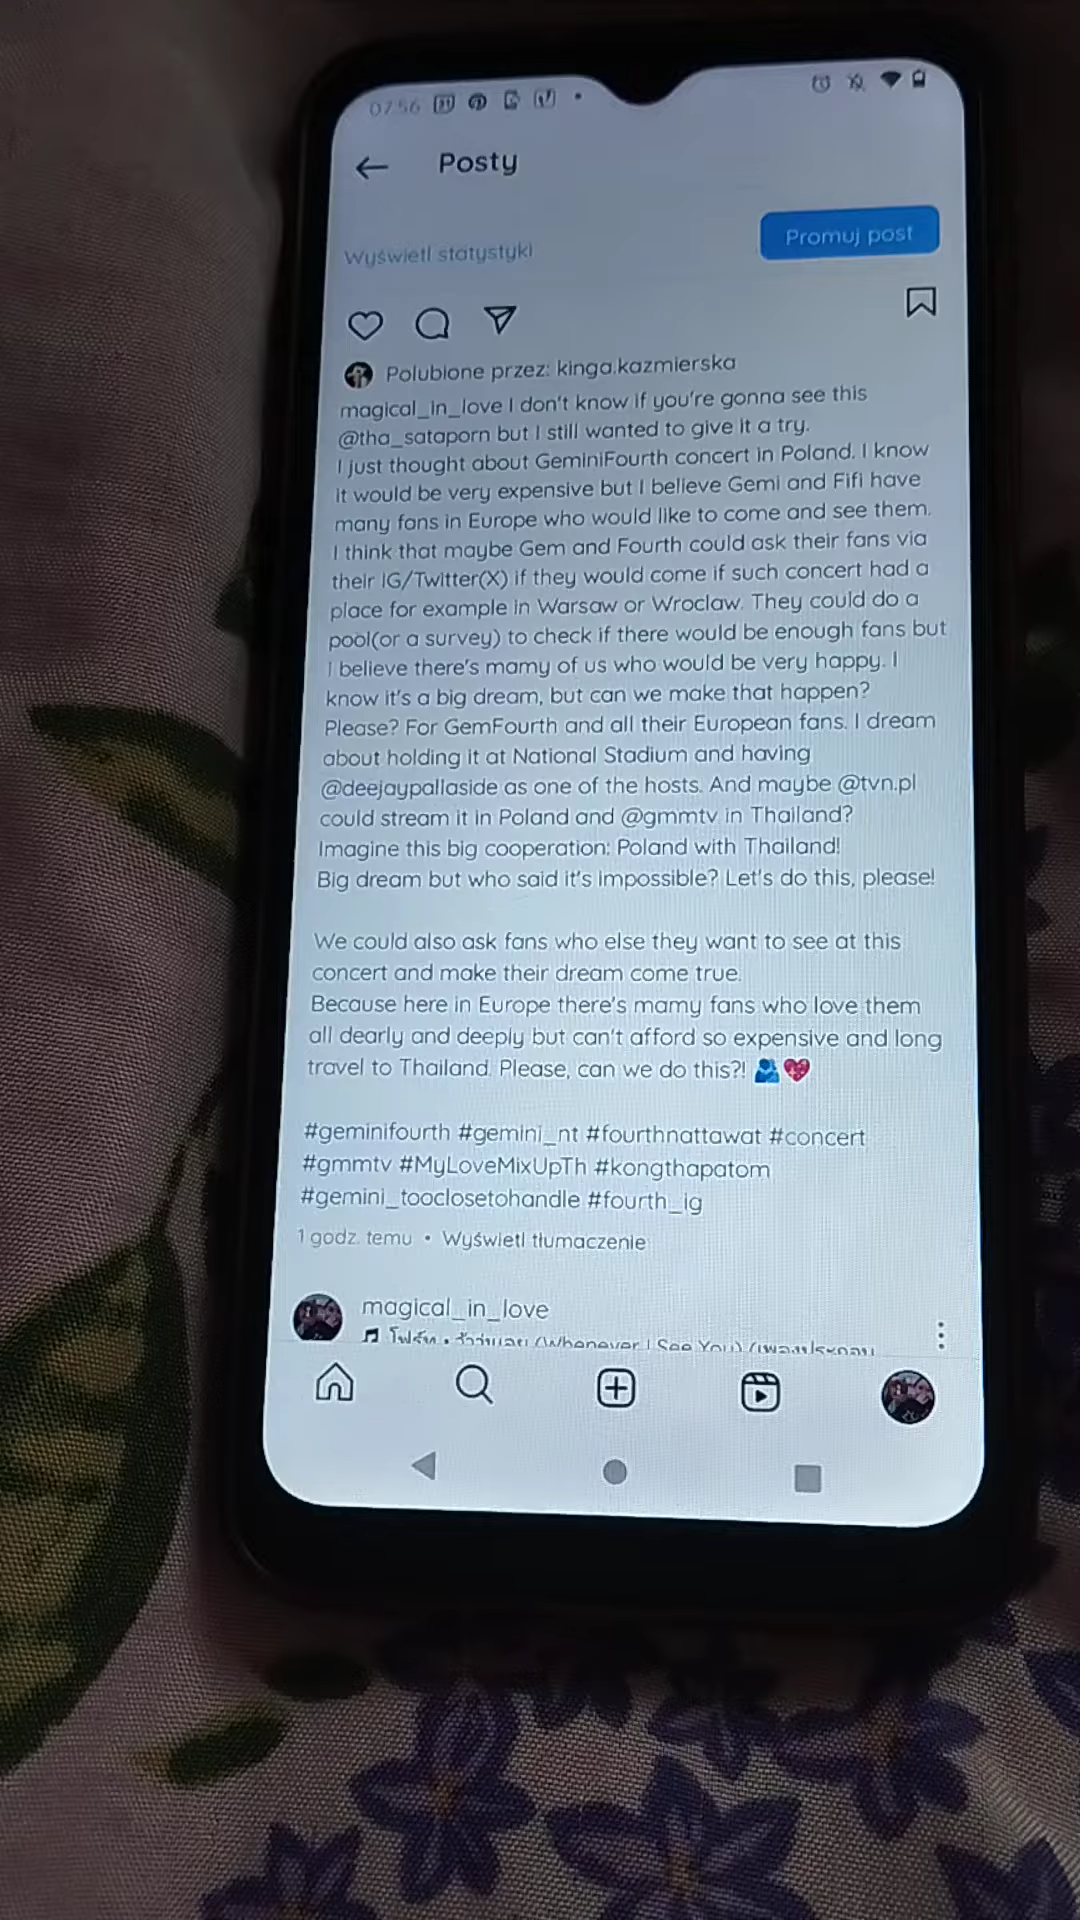 07:56
Posty
Wyświetl statystyki
Promuj post
Polubione przez: kinga.kazmierska
magical_in_love I don't know if you're gonna see this
@tha_sataporn but I still wanted to give it a try.
I just thought about GeminiFourth concert in Poland. I know
it would be very expensive but I believe Gemi and Fifi have
many fans in Europe who would like to come and see them.
I think that maybe Gem and Fourth could ask their fans via
their IG/Twitter(X) if they would come if such concert had a
place for example in Warsaw or Wroclaw. They could do a
pool(or a survey) to check if there would be enough fans but
I believe there's mamy of us who would be very happy. I
know it's a big dream, but can we make that happen?
Please? For GemFourth and all their European fans. I dream
about holding it at National Stadium and having
@deejaypallaside as one of the hosts. And maybe @tvn.pl
could stream it in Poland and @gmmtv in Thailand?
Imagine this big cooperation: Poland with Thailand!
Big dream but who said it's impossible? Let's do this, please!
We could also ask fans who else they want to see at this
concert and make their dream come true.
Because here in Europe there's mamy fans who love them
all dearly and deeply but can't afford so expensive and long
travel to Thailand. Please, can we do this?! 🫂💖
#geminifourth #gemini_nt #fourthnattawat #concert
#gmmtv #MyLoveMixUpTh #kongthapatom
#gemini_tooclosetohandle #fourth_ig
1 godz. temu • Wyświetl tłumaczenie
magical_in_love
(Whenever I See You)